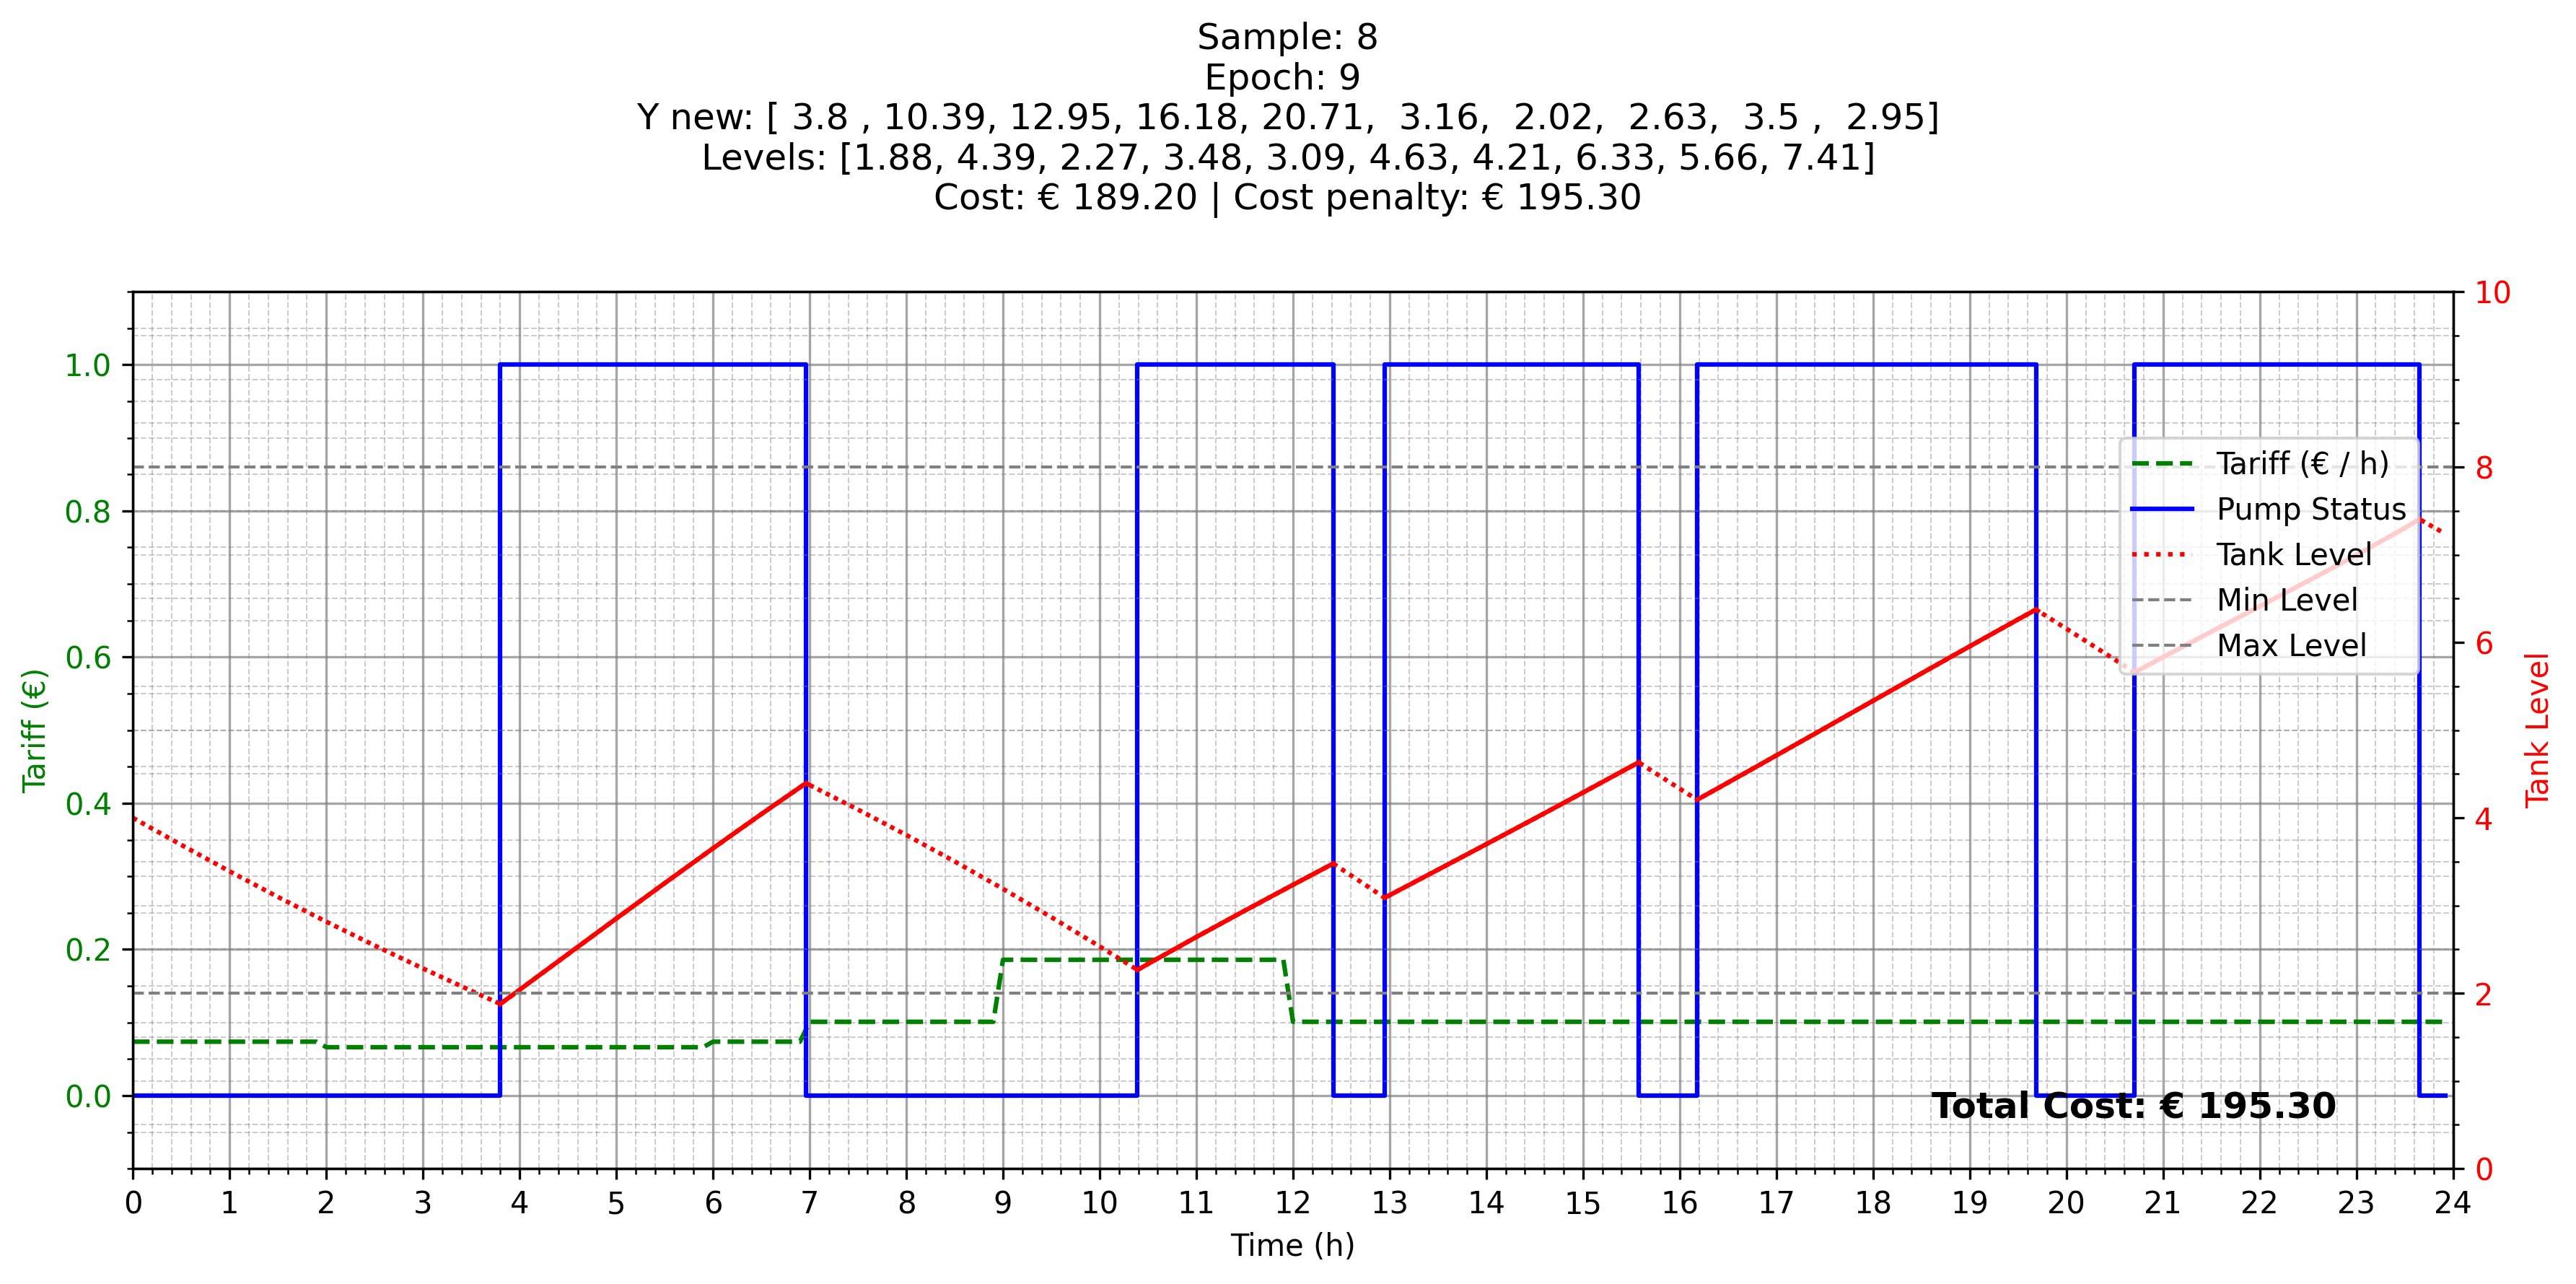 Sample: 8
Epoch: 9
Y new: [ 3.8 , 10.39, 12.95, 16.18, 20.71,  3.16,  2.02,  2.63,  3.5 ,  2.95]
Levels: [1.88, 4.39, 2.27, 3.48, 3.09, 4.63, 4.21, 6.33, 5.66, 7.41]
Cost: € 189.20 | Cost penalty: € 195.30
1.0
0.8
0.6
0.4
0.2
0.0
Tariff (€)
10
8
6
4
2
0
Tank Level
Tariff (€ / h)
Pump Status
Tank Level
Min Level
Max Level
Total Cost: € 195.30
0 1 2 3 4 5 6 7 8 9 10 11 12 13 14 15 16 17 18 19 20 21 22 23 24
Time (h)